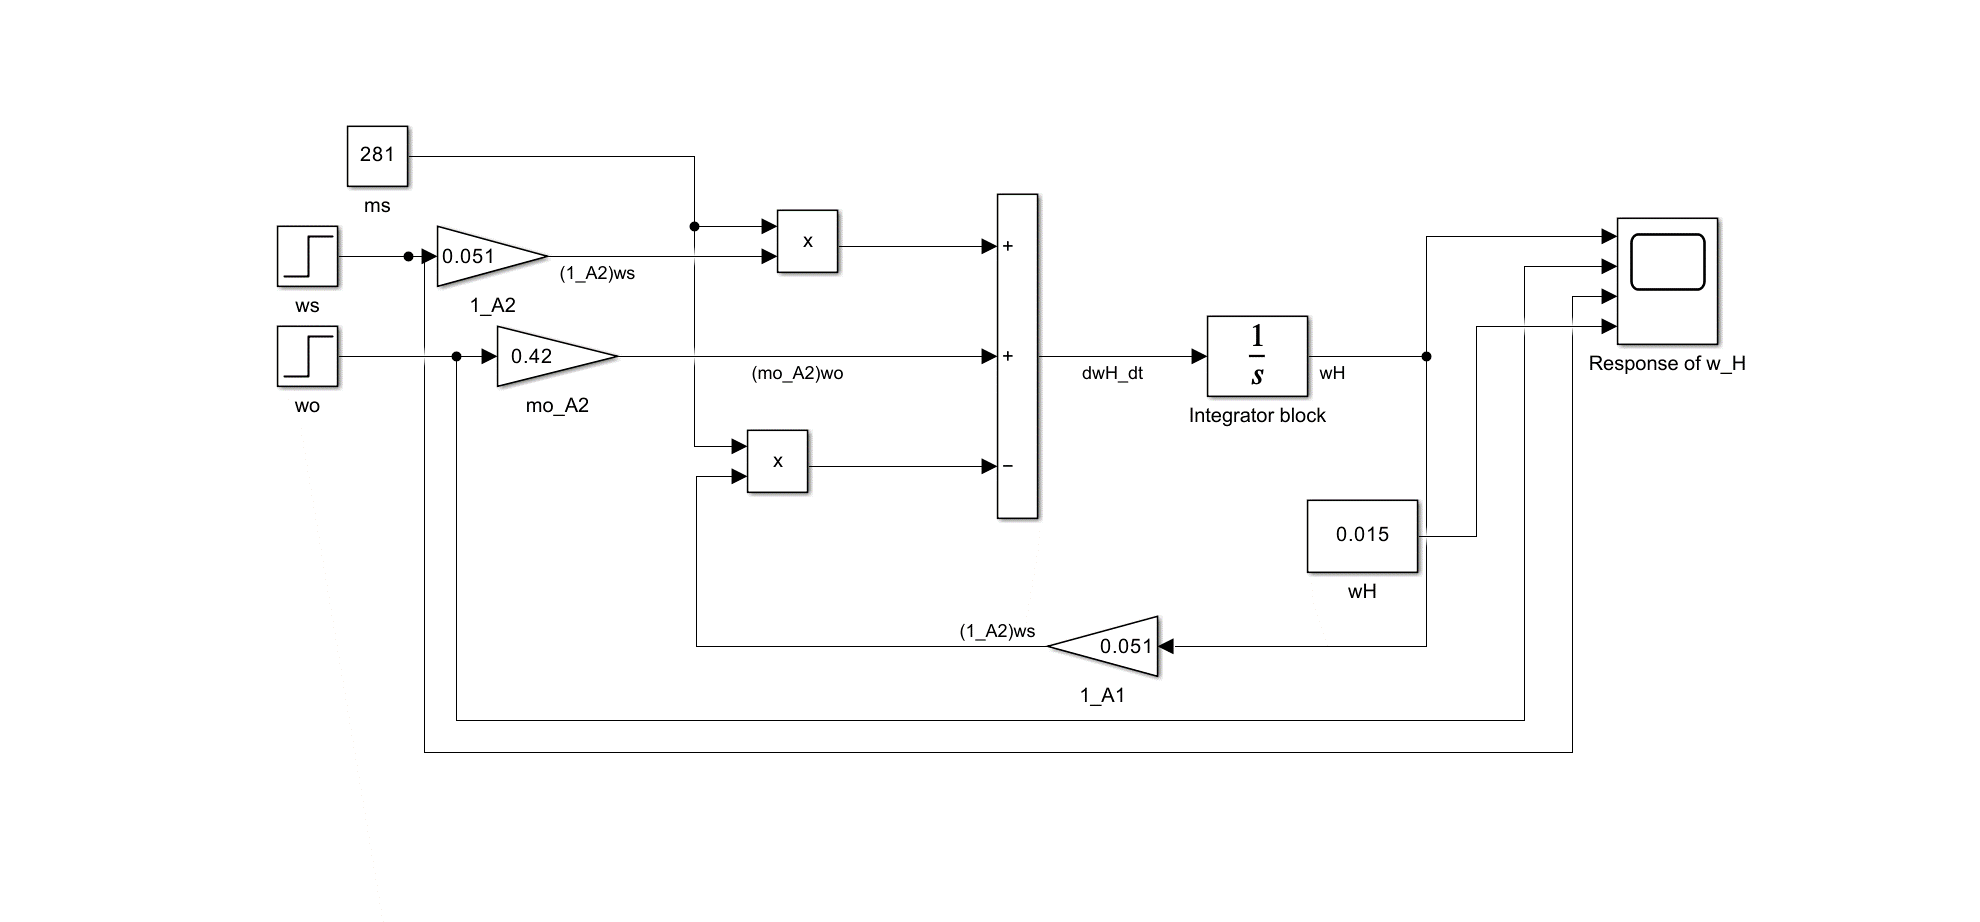 281
ms
ws
0.051
1_A2
(1_A2)ws
x
wo
0.42
mo_A2
(mo_A2)wo
x
+
+
−
dwH_dt
1
s
Integrator block
wH
Response of w_H
0.015
wH
(1_A2)ws
0.051
1_A1